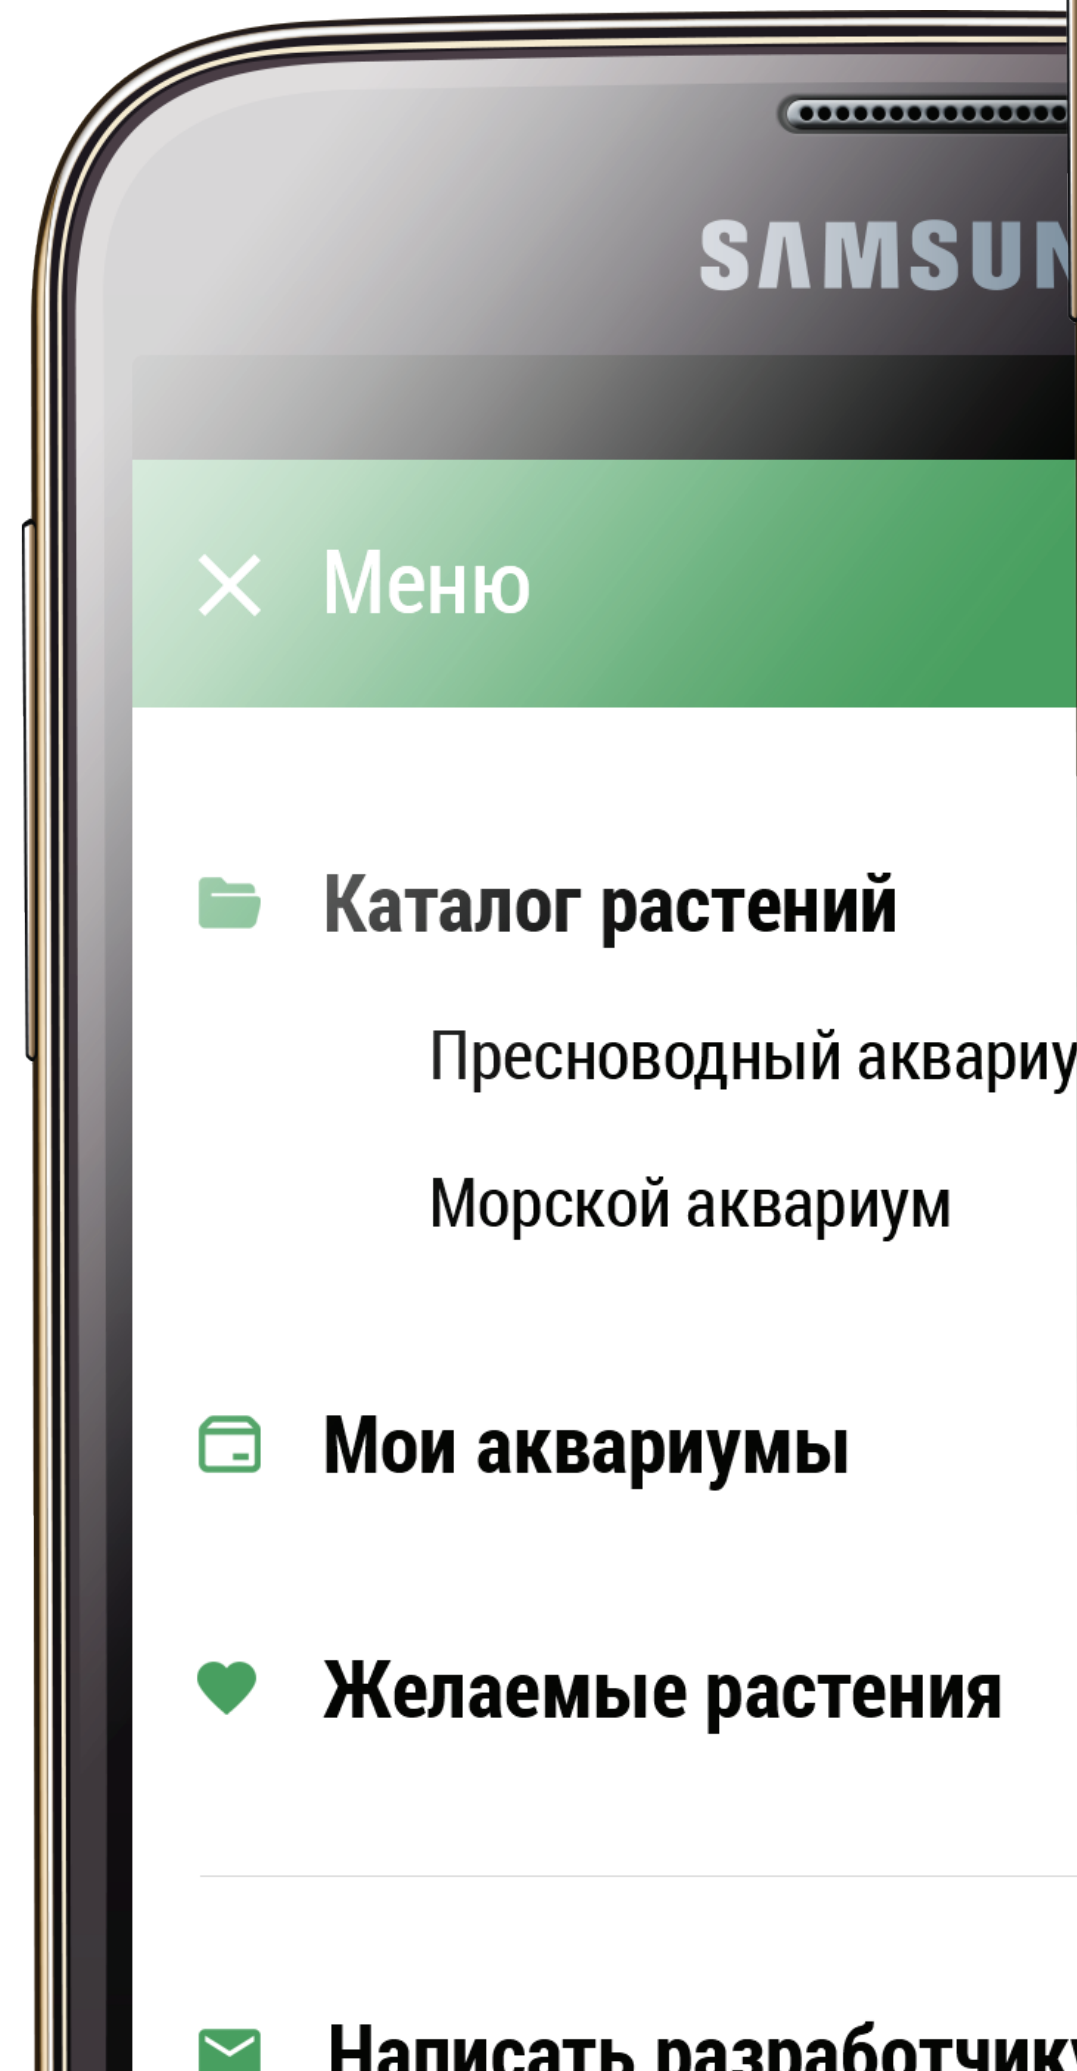 SAMSUN
Меню
Каталог растений
Пресноводный аквариу
Морской аквариум
Мои аквариумы
Желаемые растения
Написать разработчику